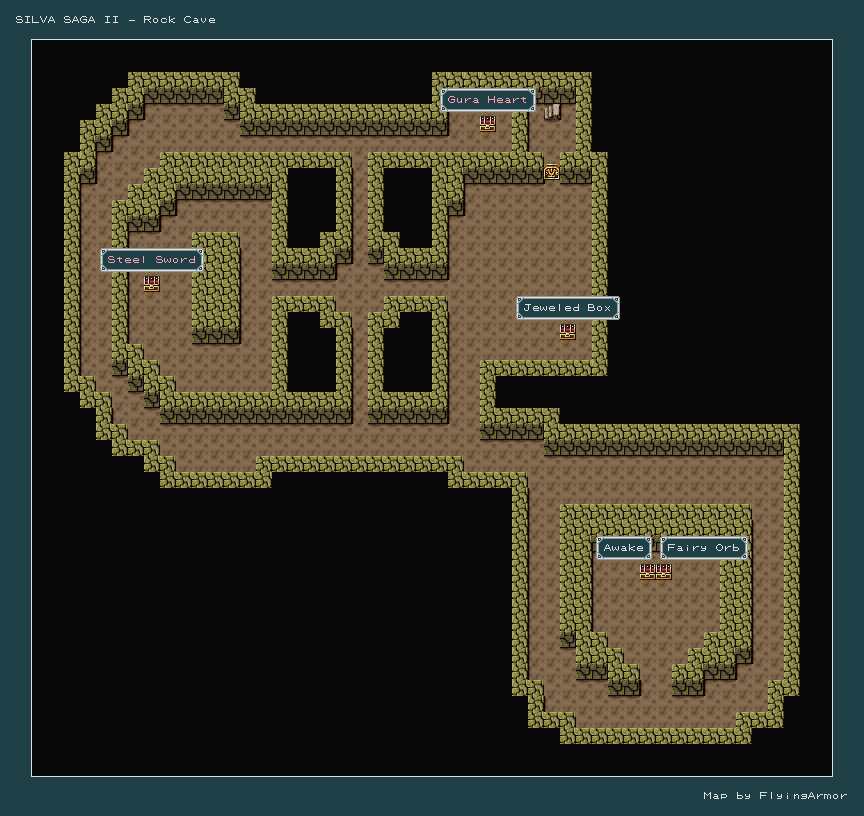 SILVA SAGA II - Rock Cave
Gura Heart
Steel Sword
Jeweled Box
Awake
Fairy Orb
Map by FlyingArmor